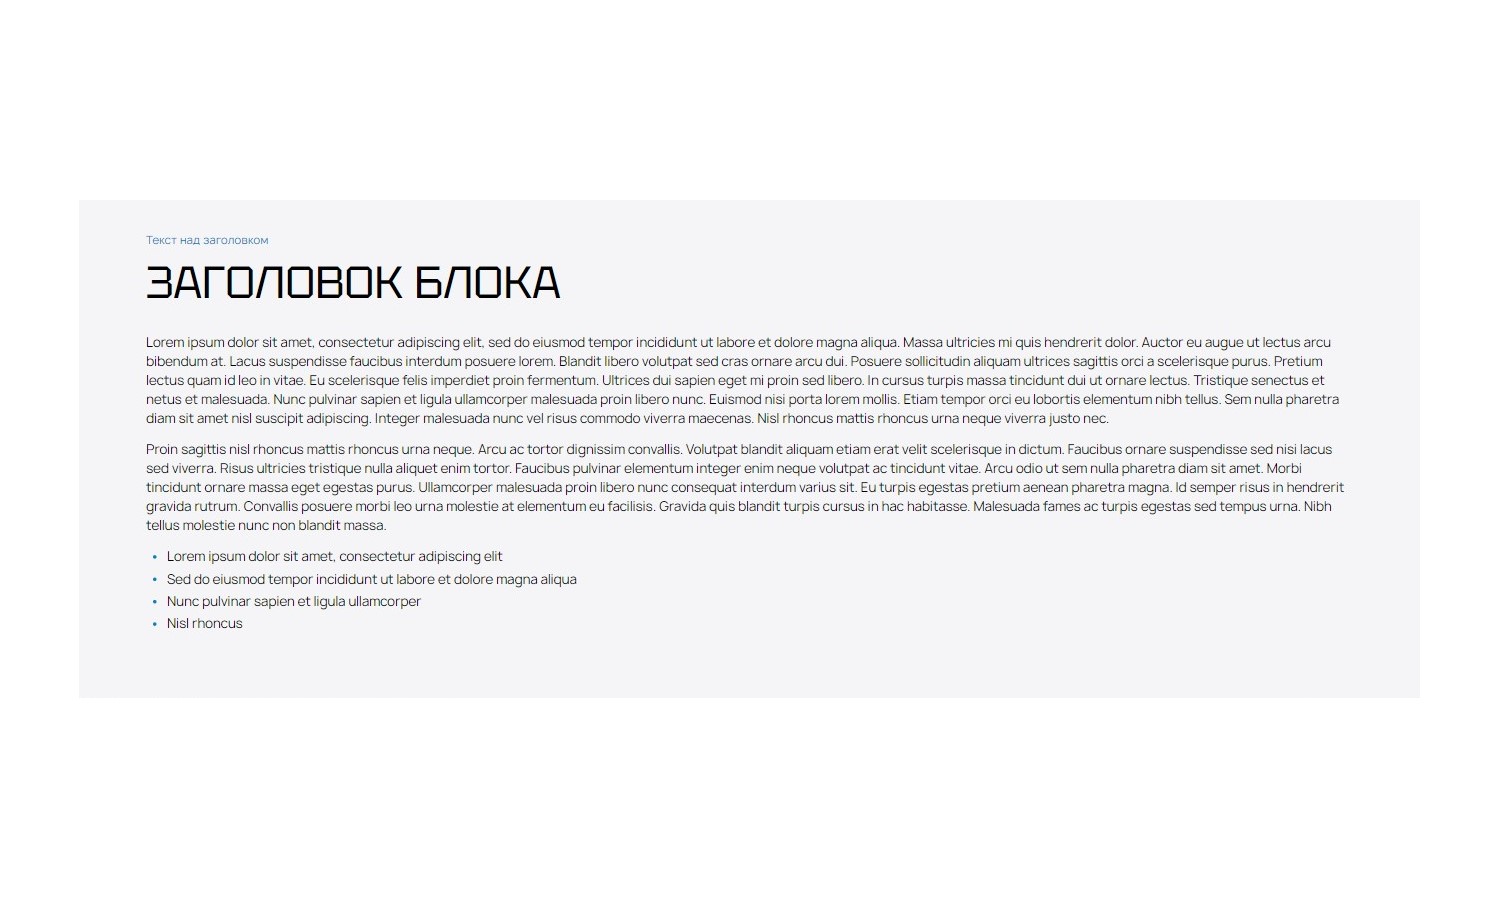 Текст над заголовком
ЗАГОЛОВОК БЛОКА
Lorem ipsum dolor sit amet, consectetur adipiscing elit, sed do eiusmod tempor incididunt ut labore et dolore magna aliqua. Massa ultricies mi quis hendrerit dolor. Auctor eu augue ut lectus arcu
bibendum at. Lacus suspendisse faucibus interdum posuere lorem. Blandit libero volutpat sed cras ornare arcu dui. Posuere sollicitudin aliquam ultrices sagittis orci a scelerisque purus. Pretium
lectus quam id leo in vitae. Eu scelerisque felis imperdiet proin fermentum. Ultrices dui sapien eget mi proin sed libero. In cursus turpis massa tincidunt dui ut ornare lectus. Tristique senectus et
netus et malesuada. Nunc pulvinar sapien et ligula ullamcorper malesuada proin libero nunc. Euismod nisi porta lorem mollis. Etiam tempor orci eu lobortis elementum nibh tellus. Sem nulla pharetra
diam sit amet nisl suscipit adipiscing. Integer malesuada nunc vel risus commodo viverra maecenas. Nisl rhoncus mattis rhoncus urna neque viverra justo nec.
Proin sagittis nisl rhoncus mattis rhoncus urna neque. Arcu ac tortor dignissim convallis. Volutpat blandit aliquam etiam erat velit scelerisque in dictum. Faucibus ornare suspendisse sed nisi lacus
sed viverra. Risus ultricies tristique nulla aliquet enim tortor. Faucibus pulvinar elementum integer enim neque volutpat ac tincidunt vitae. Arcu odio ut sem nulla pharetra diam sit amet. Morbi
tincidunt ornare massa eget egestas purus. Ullamcorper malesuada proin libero nunc consequat interdum varius sit. Eu turpis egestas pretium aenean pharetra magna. Id semper risus in hendrerit
gravida rutrum. Convallis posuere morbi leo urna molestie at elementum eu facilisis. Gravida quis blandit turpis cursus in hac habitasse. Malesuada fames ac turpis egestas sed tempus urna. Nibh
tellus molestie nunc non blandit massa.
• Lorem ipsum dolor sit amet, consectetur adipiscing elit
• Sed do eiusmod tempor incididunt ut labore et dolore magna aliqua
• Nunc pulvinar sapien et ligula ullamcorper
• Nisl rhoncus